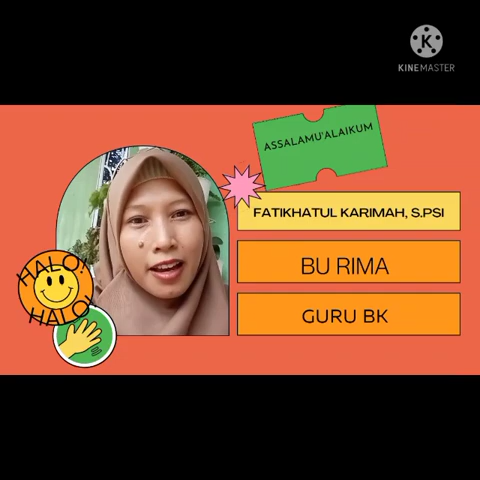 KINEMASTER
ASSALAMU'ALAIKUM
FATIKHATUL KARIMAH, S.PSI
BU RIMA
GURU BK
HALO!
HALO!